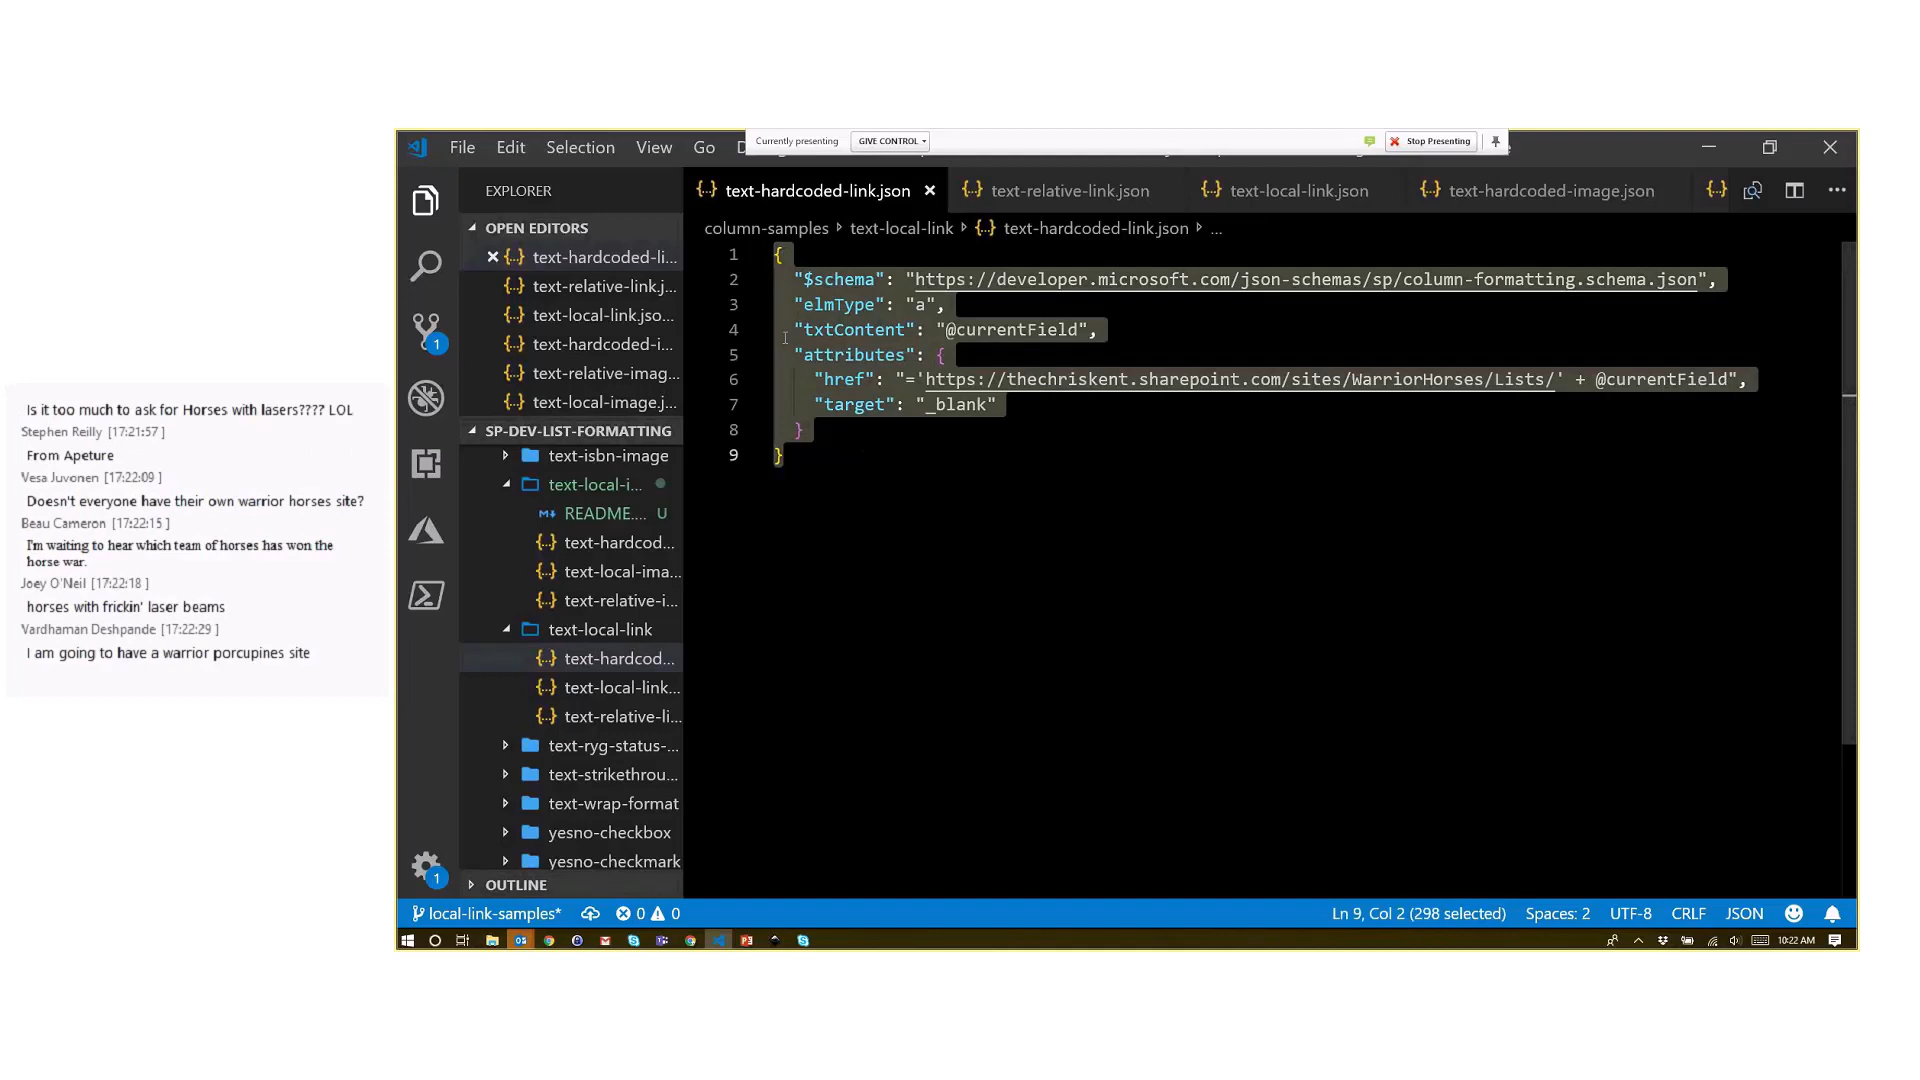 Is it too much to ask for Horses with lasers???? LOL
Stephen Reilly [17:21:57 ]
From Apeture
Vesa Juvonen [17:22:09 ]
Doesn't everyone have their own warrior horses site?
Beau Cameron [17:22:15 ]
I'm waiting to hear which team of horses has won the
horse war.
Joey O'Neil [17:22:18 ]
horses with frickin' laser beams
Vardhaman Deshpande [17:22:29 ]
I am going to have a warrior porcupines site
File Edit Selection View Go
Currently presenting GIVE CONTROL Stop Presenting
EXPLORER
OPEN EDITORS
text-hardcoded-li...
text-relative-link.j...
text-local-link.jso...
text-hardcoded-i...
text-relative-imag...
text-local-image.j...
SP-DEV-LIST-FORMATTING
text-isbn-image
text-local-i...
README.... U
text-hardcod...
text-local-ima...
text-relative-i...
text-local-link
text-hardcod...
text-local-link...
text-relative-li...
text-ryg-status-...
text-strikethrou...
text-wrap-format
yesno-checkbox
yesno-checkmark
OUTLINE
1
1
text-hardcoded-link.json text-relative-link.json text-local-link.json text-hardcoded-image.json
column-samples text-local-link text-hardcoded-link.json ...
1 {
2 "$schema": "https://developer.microsoft.com/json-schemas/sp/column-formatting.schema.json",
3 "elmType": "a",
4 "txtContent": "@currentField",
5 "attributes": {
6 "href": "='https://thechriskent.sharepoint.com/sites/WarriorHorses/Lists/' + @currentField",
7 "target": "_blank"
8 }
9 }
local-link-samples* 0 0 Ln 9, Col 2 (298 selected) Spaces: 2 UTF-8 CRLF JSON
10:22 AM